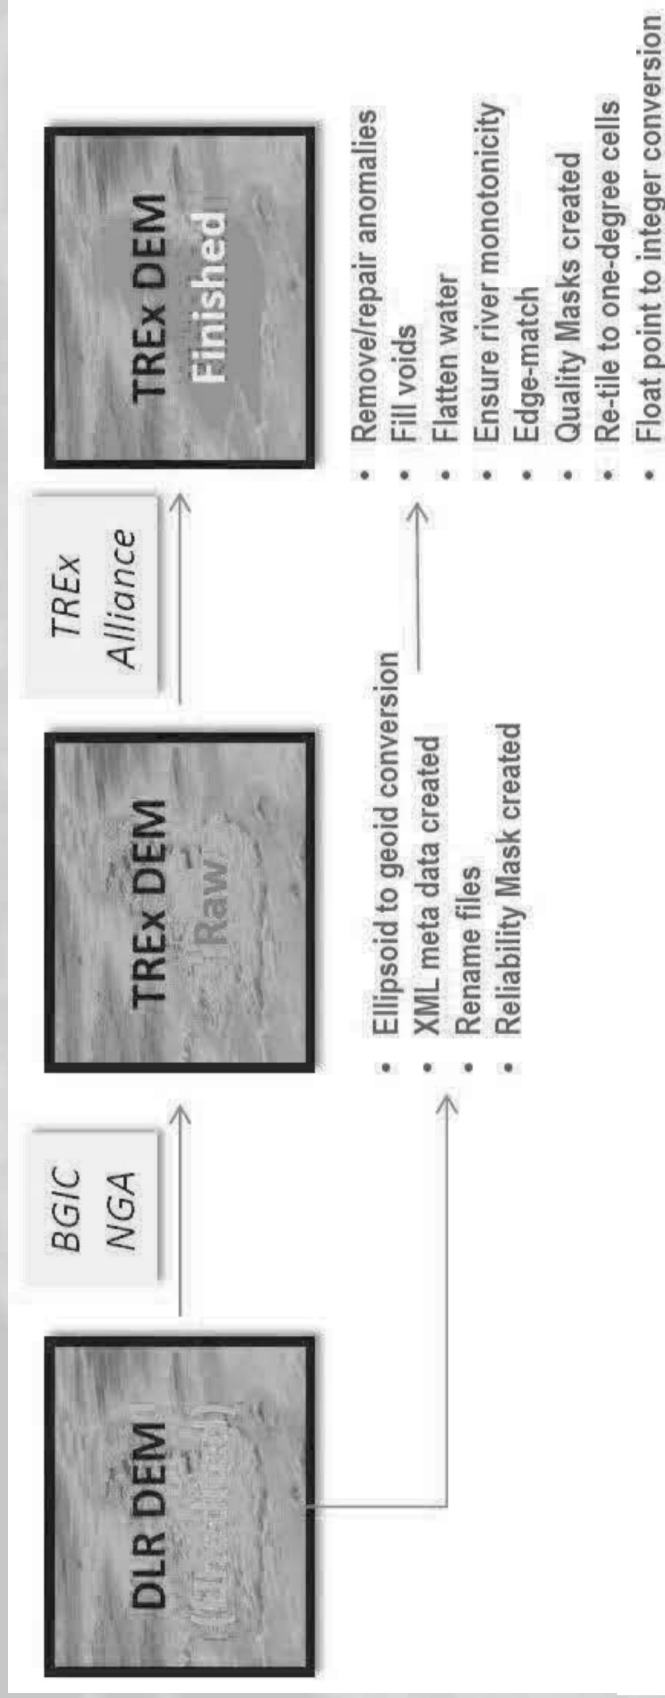 DLR DEM
(Unedited)
BGIC
NGA
TREx DEM
Raw
• Ellipsoid to geoid conversion
• XML meta data created
• Rename files
• Reliability Mask created
TREx
Alliance
TREx DEM
Finished
• Remove/repair anomalies
• Fill voids
• Flatten water
• Ensure river monotonicity
• Edge-match
• Quality Masks created
• Re-tile to one-degree cells
• Float point to integer conversion